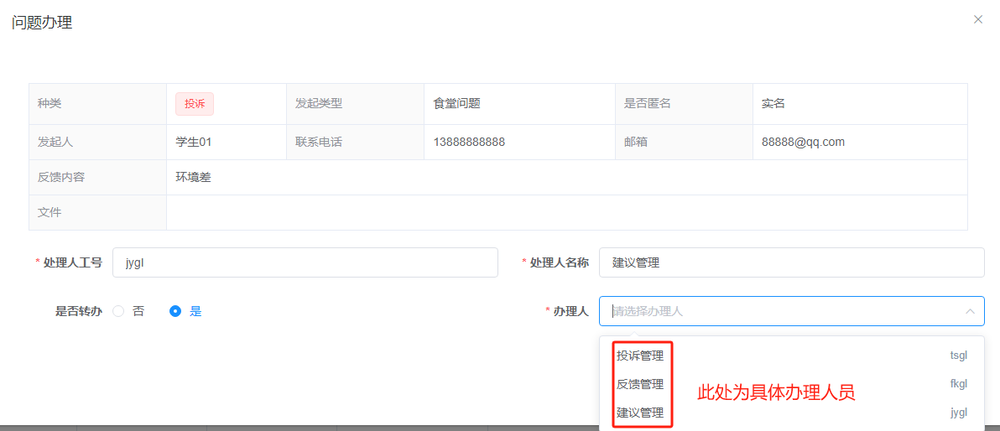 问题办理
种类 投诉 发起类型 食堂问题 是否匿名 实名
发起人 学生01 联系电话 13888888888 邮箱 88888@qq.com
反馈内容 环境差
文件
* 处理人工号 jygl * 处理人名称 建议管理
是否转办 否 是 * 办理人 请选择办理人
投诉管理 tsgl
反馈管理 fkgl
此处为具体办理人员
建议管理 jygl